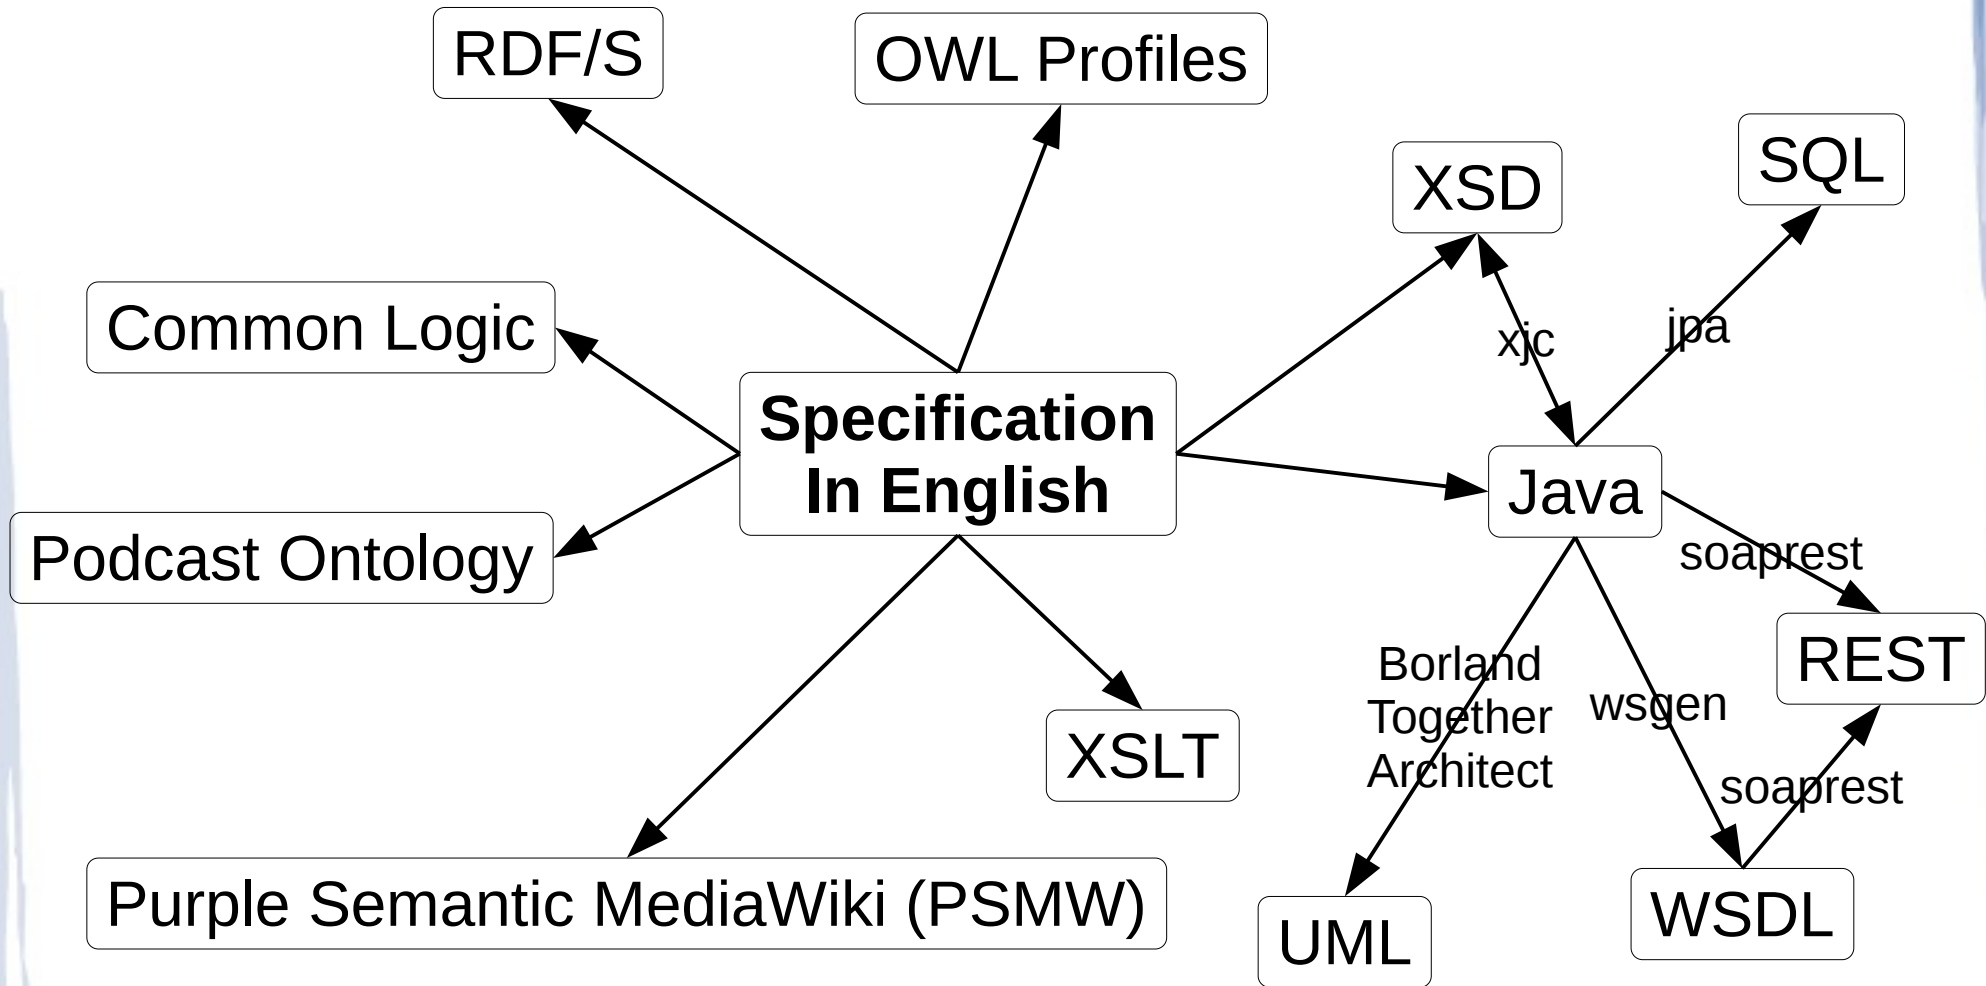 RDF/S
OWL Profiles
SQL
XSD
Common Logic
xjc
jpa
Specification
In English
Java
Podcast Ontology
soaprest
REST
Borland
Together
Architect
wsgen
XSLT
soaprest
Purple Semantic MediaWiki (PSMW)
WSDL
UML